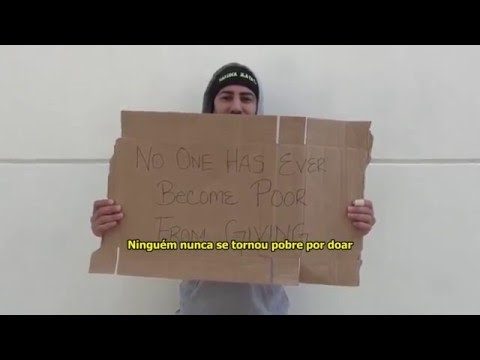 NO ONE HAS EVER
BECOME POOR
FROM GIVING
Ninguém nunca se tornou pobre por doar